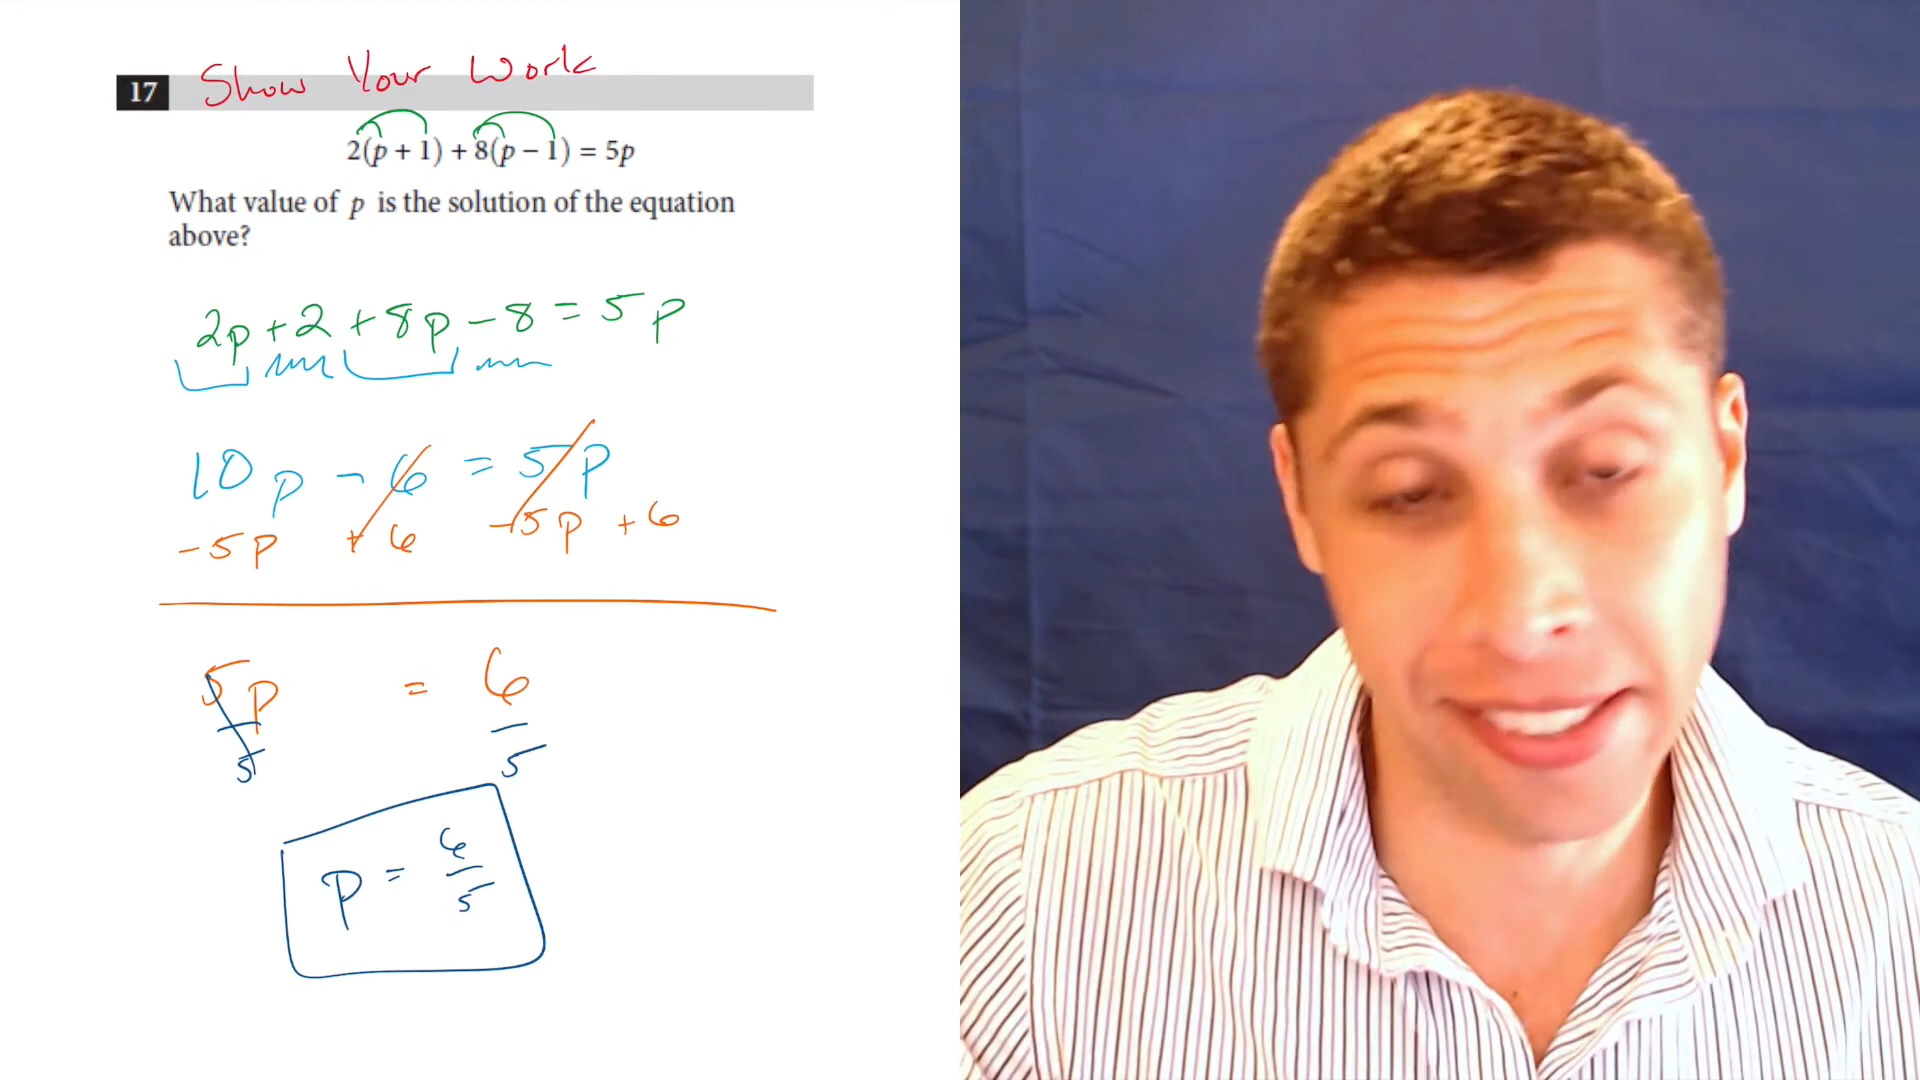 17 Show Your Work
2(p + 1) + 8(p − 1) = 5p
What value of p is the solution of the equation
above?
2p + 2 + 8p − 8 = 5p
10p − 6 = 5p
−5p + 6 −5p + 6
5p = 6
5 5
p = 6/5